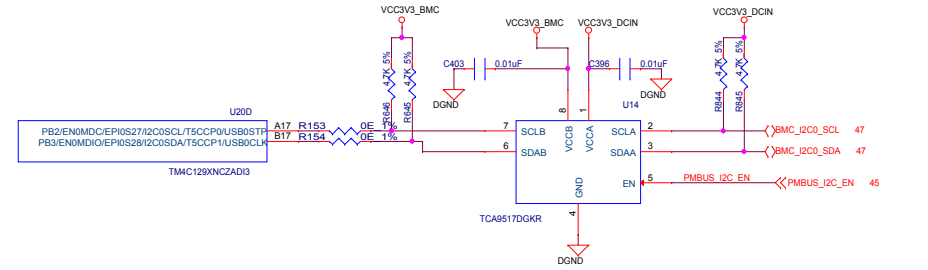 VCC3V3_BMC
VCC3V3_BMC
VCC3V3_DCIN
VCC3V3_DCIN
4.7K 5%
4.7K 5%
R646
R645
C403
0.01uF
C396
0.01uF
4.7K 5%
4.7K 5%
R844
R845
DGND
DGND
U20D
U14
8
1
PB2/EN0MDC/EPI0S27/I2C0SCL/T5CCP0/USB0STP
A17
R153
0E 1%
7
SCLB
VCCB
VCCA
SCLA
2
BMC_I2C0_SCL
47
PB3/EN0MDIO/EPI0S28/I2C0SDA/T5CCP1/USB0CLK
B17
R154
0E 1%
6
SDAB
SDAA
3
BMC_I2C0_SDA
47
TM4C129XNCZADI3
GND
EN
5
PMBUS_I2C_EN
PMBUS_I2C_EN
45
TCA9517DGKR
4
DGND